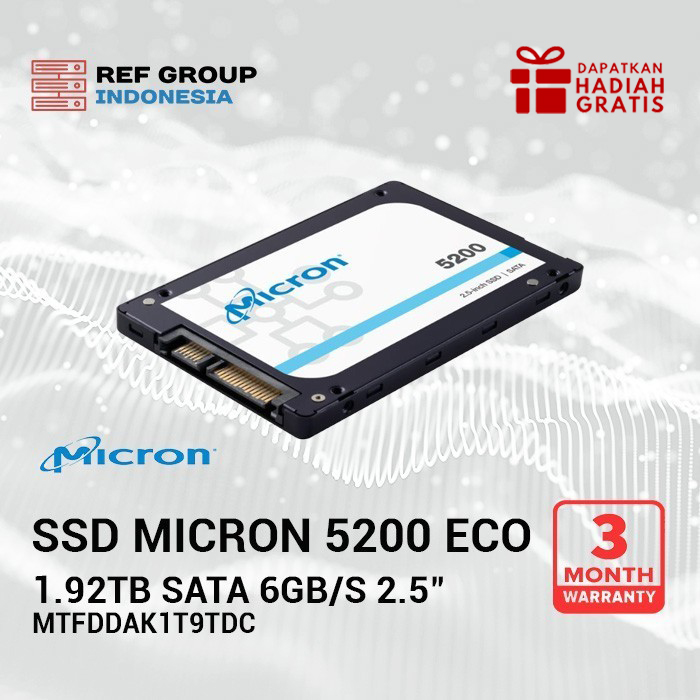 REF GROUP
INDONESIA
DAPATKAN
HADIAH
GRATIS
Micron
5200
2.5-inch SSD | SATA
Micron
SSD MICRON 5200 ECO
1.92TB SATA 6GB/S 2.5”
MTFDDAK1T9TDC
3
MONTH
WARRANTY